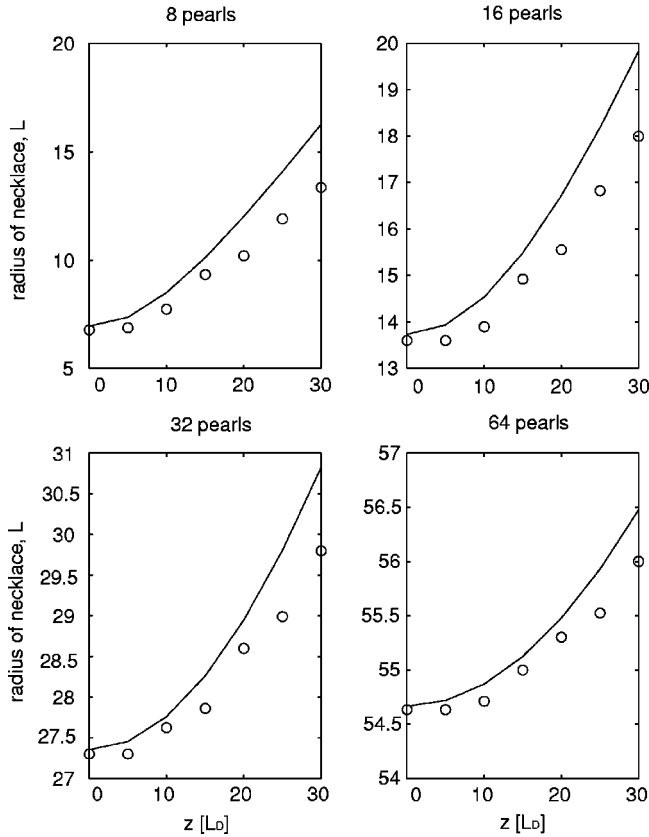 8 pearls
16 pearls
radius of necklace, L
20
15
10
5
0 10 20 30
20
19
18
17
16
15
14
13
0 10 20 30
32 pearls
64 pearls
radius of necklace, L
31
30.5
30
29.5
29
28.5
28
27.5
27
0 10 20 30
z [LD]
57
56.5
56
55.5
55
54.5
54
0 10 20 30
z [LD]